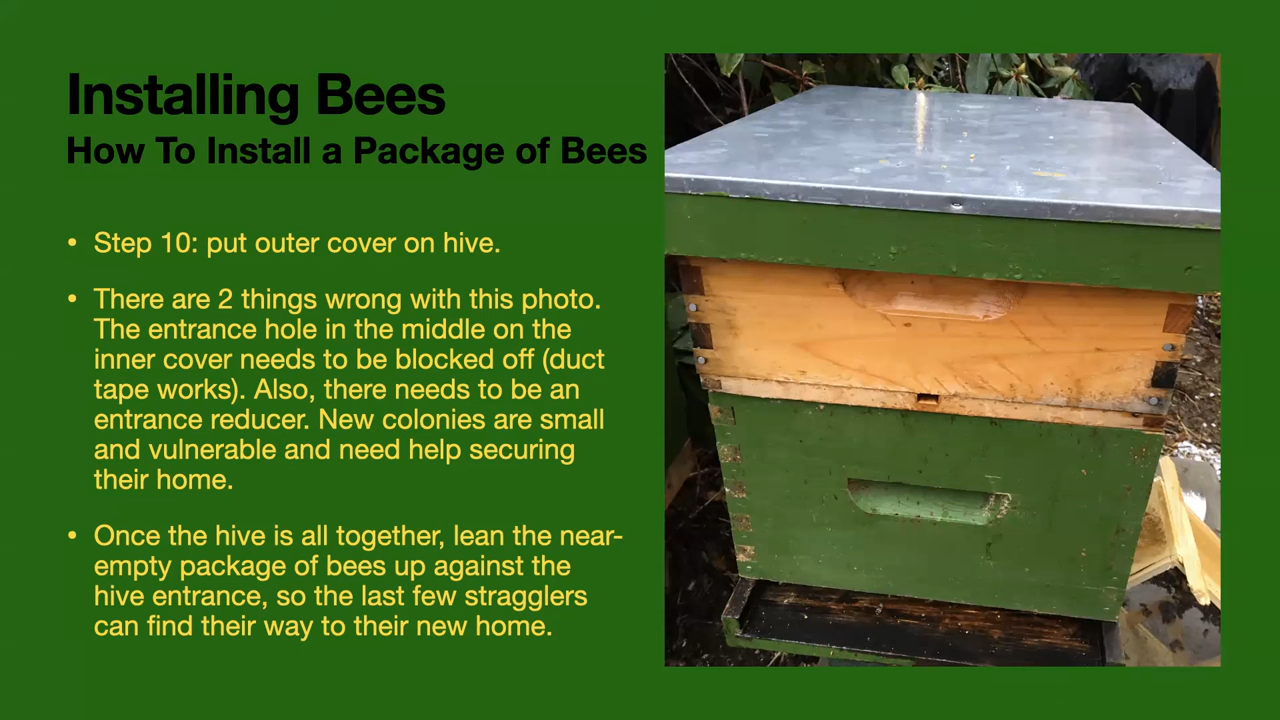 Installing Bees
How To Install a Package of Bees
• Step 10: put outer cover on hive.
• There are 2 things wrong with this photo.
The entrance hole in the middle on the
inner cover needs to be blocked off (duct
tape works). Also, there needs to be an
entrance reducer. New colonies are small
and vulnerable and need help securing
their home.
• Once the hive is all together, lean the near-
empty package of bees up against the
hive entrance, so the last few stragglers
can find their way to their new home.